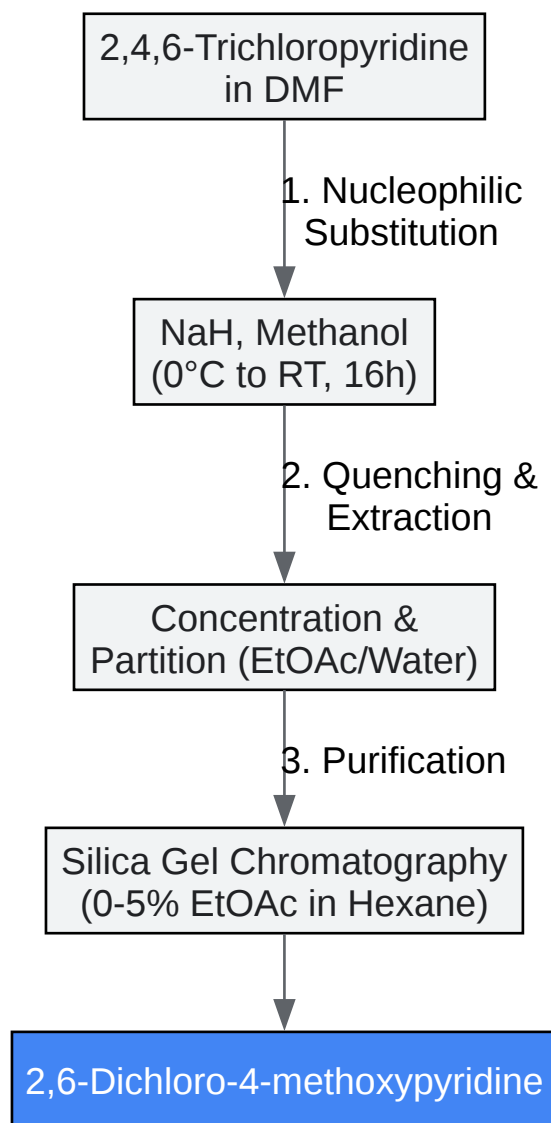 2,4,6-Trichloropyridine
in DMF
1. Nucleophilic
Substitution
NaH, Methanol
(0°C to RT, 16h)
2. Quenching &
Extraction
Concentration &
Partition (EtOAc/Water)
3. Purification
Silica Gel Chromatography
(0-5% EtOAc in Hexane)
2,6-Dichloro-4-methoxypyridine